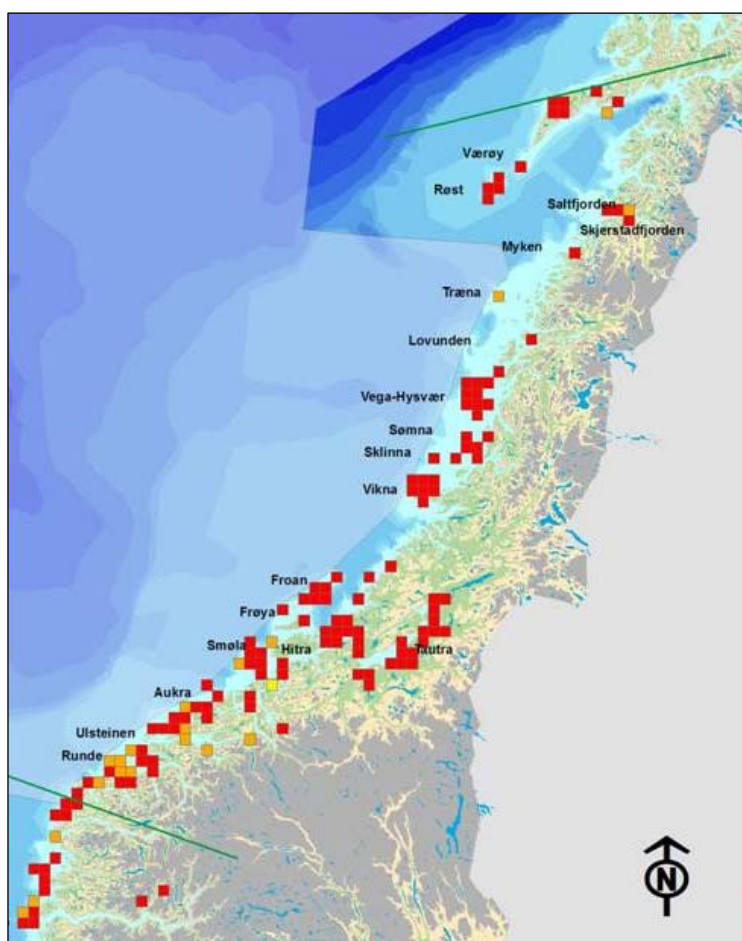 Værøy
Røst
Saltfjorden
Skjerstadfjorden
Myken
Træna
Lovunden
Vega-Hysvær
Sømna
Sklinna
Vikna
Froan
Frøya
Smøla
Hitra
Tautra
Aukra
Ulsteinen
Runde
N